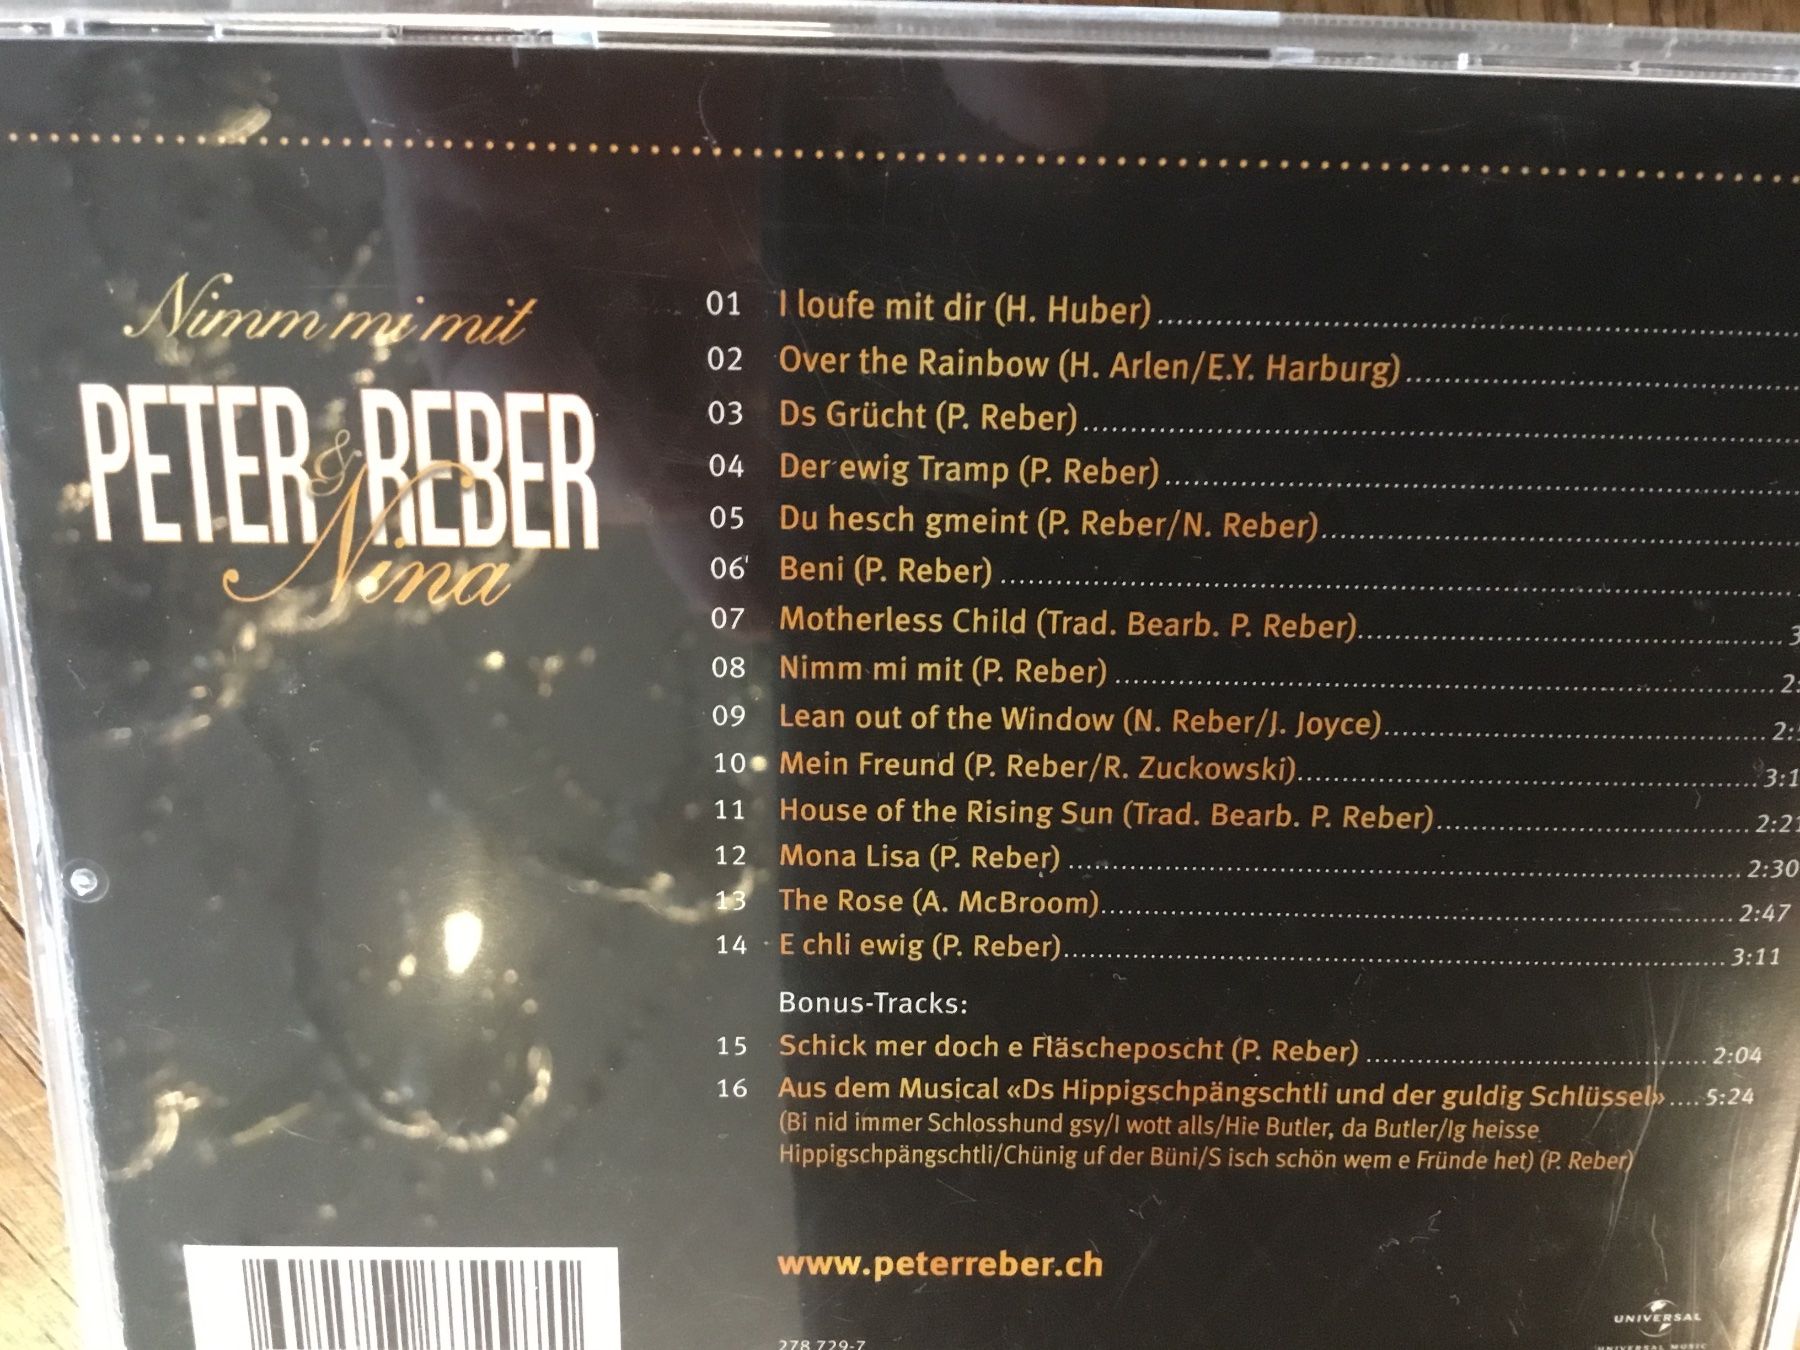 Nimm mi mit
PETER & REBER
Nina
01 I loufe mit dir (H. Huber)
02 Over the Rainbow (H. Arlen/E.Y. Harburg)
03 Ds Grücht (P. Reber)
04 Der ewig Tramp (P. Reber)
05 Du hesch gmeint (P. Reber/N. Reber)
06 Beni (P. Reber)
07 Motherless Child (Trad. Bearb. P. Reber)
08 Nimm mi mit (P. Reber)
09 Lean out of the Window (N. Reber/J. Joyce)
10 Mein Freund (P. Reber/R. Zuckowski)
11 House of the Rising Sun (Trad. Bearb. P. Reber) 2:21
12 Mona Lisa (P. Reber) 2:30
13 The Rose (A. McBroom) 2:47
14 E chli ewig (P. Reber) 3:11
Bonus-Tracks:
15 Schick mer doch e Fläscheposcht (P. Reber) 2:04
16 Aus dem Musical «Ds Hippigschpängschtli und der guldig Schlüssel» 5:24
(Bi nid immer Schlosshund gsy/I wott alls/Hie Butler, da Butler/Ig heisse
Hippigschpängschtli/Chünig uf der Büni/S isch schön wem e Fründe het) (P. Reber)
www.peterreber.ch
278 729-7
UNIVERSAL
UNIVERSAL MUSIC